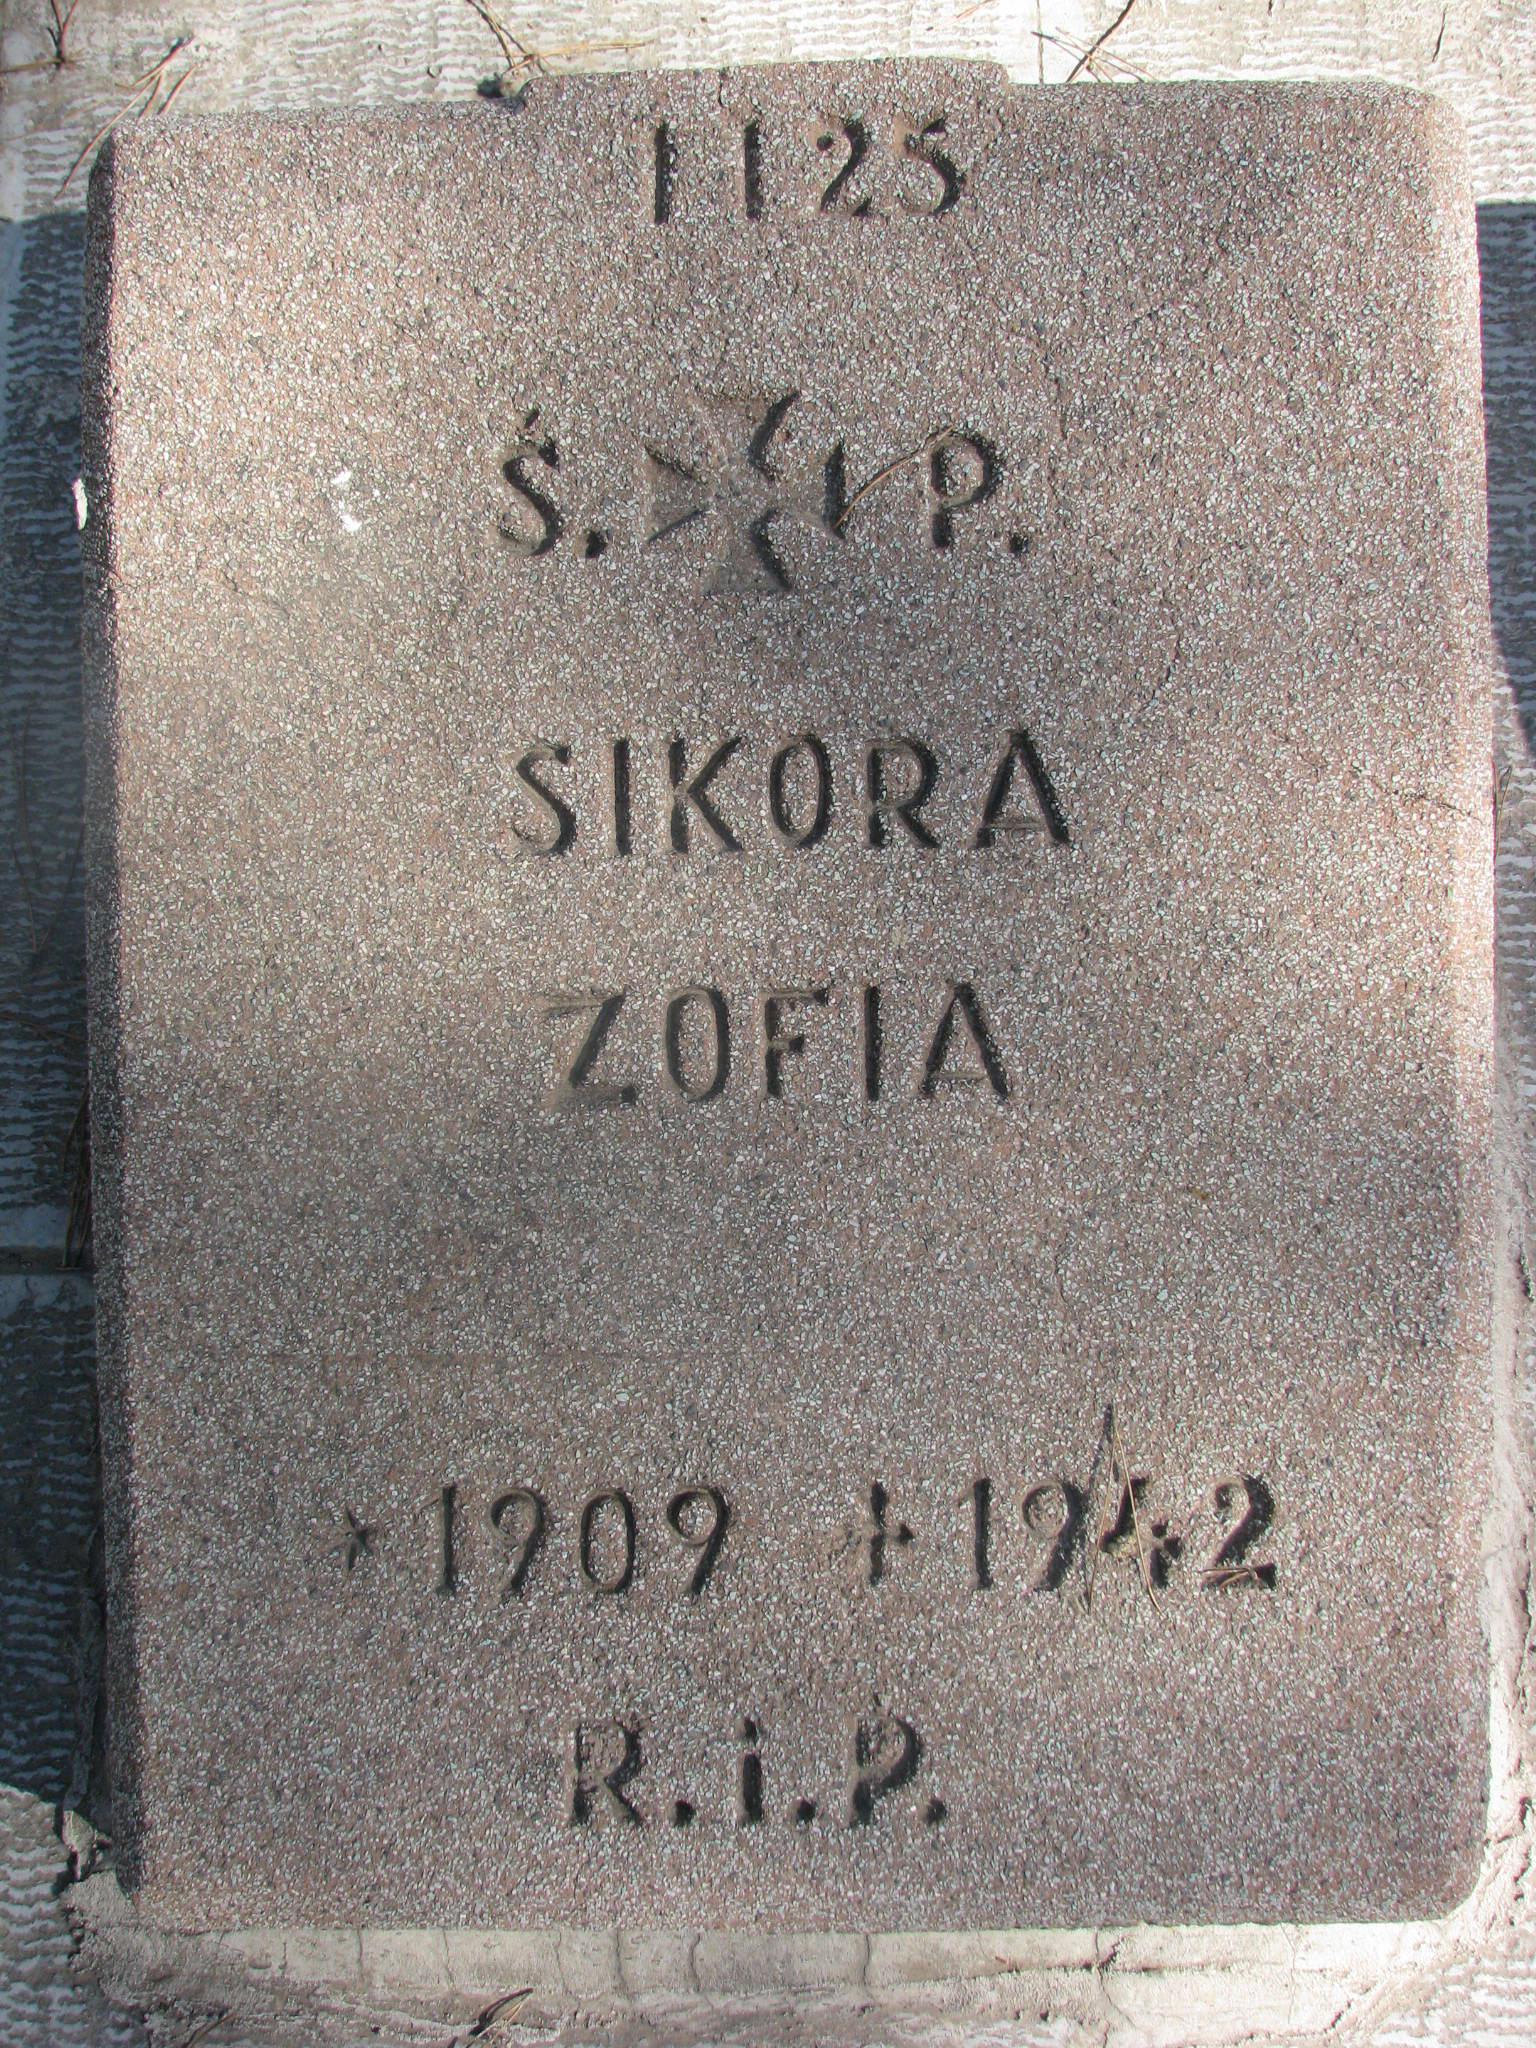 1125
Ś. P.
SIKORA
ZOFIA
* 1909 + 1942
R.i.P.